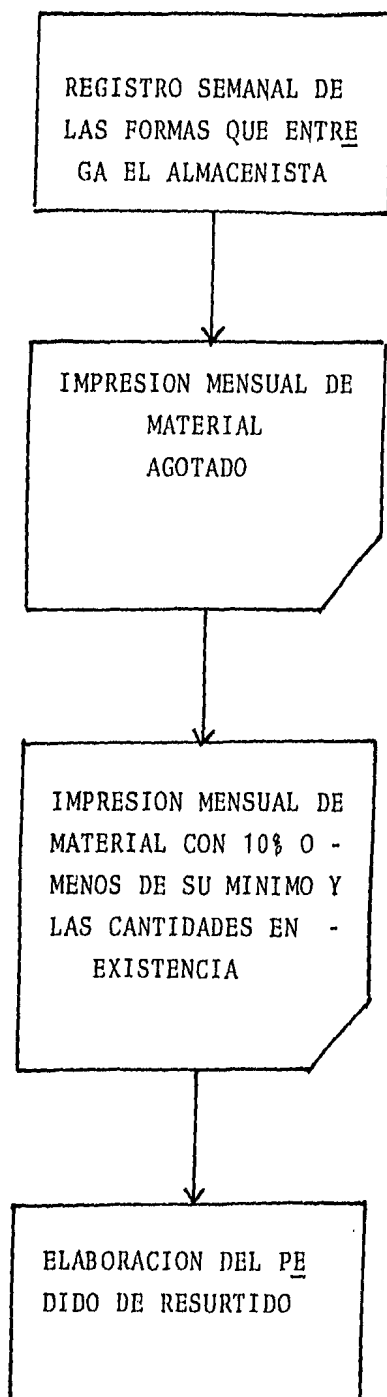 REGISTRO SEMANAL DE
LAS FORMAS QUE ENTRE
GA EL ALMACENISTA
IMPRESION MENSUAL DE
MATERIAL
AGOTADO
IMPRESION MENSUAL DE
MATERIAL CON 10% O -
MENOS DE SU MINIMO Y
LAS CANTIDADES EN -
EXISTENCIA
ELABORACION DEL PE
DIDO DE RESURTIDO